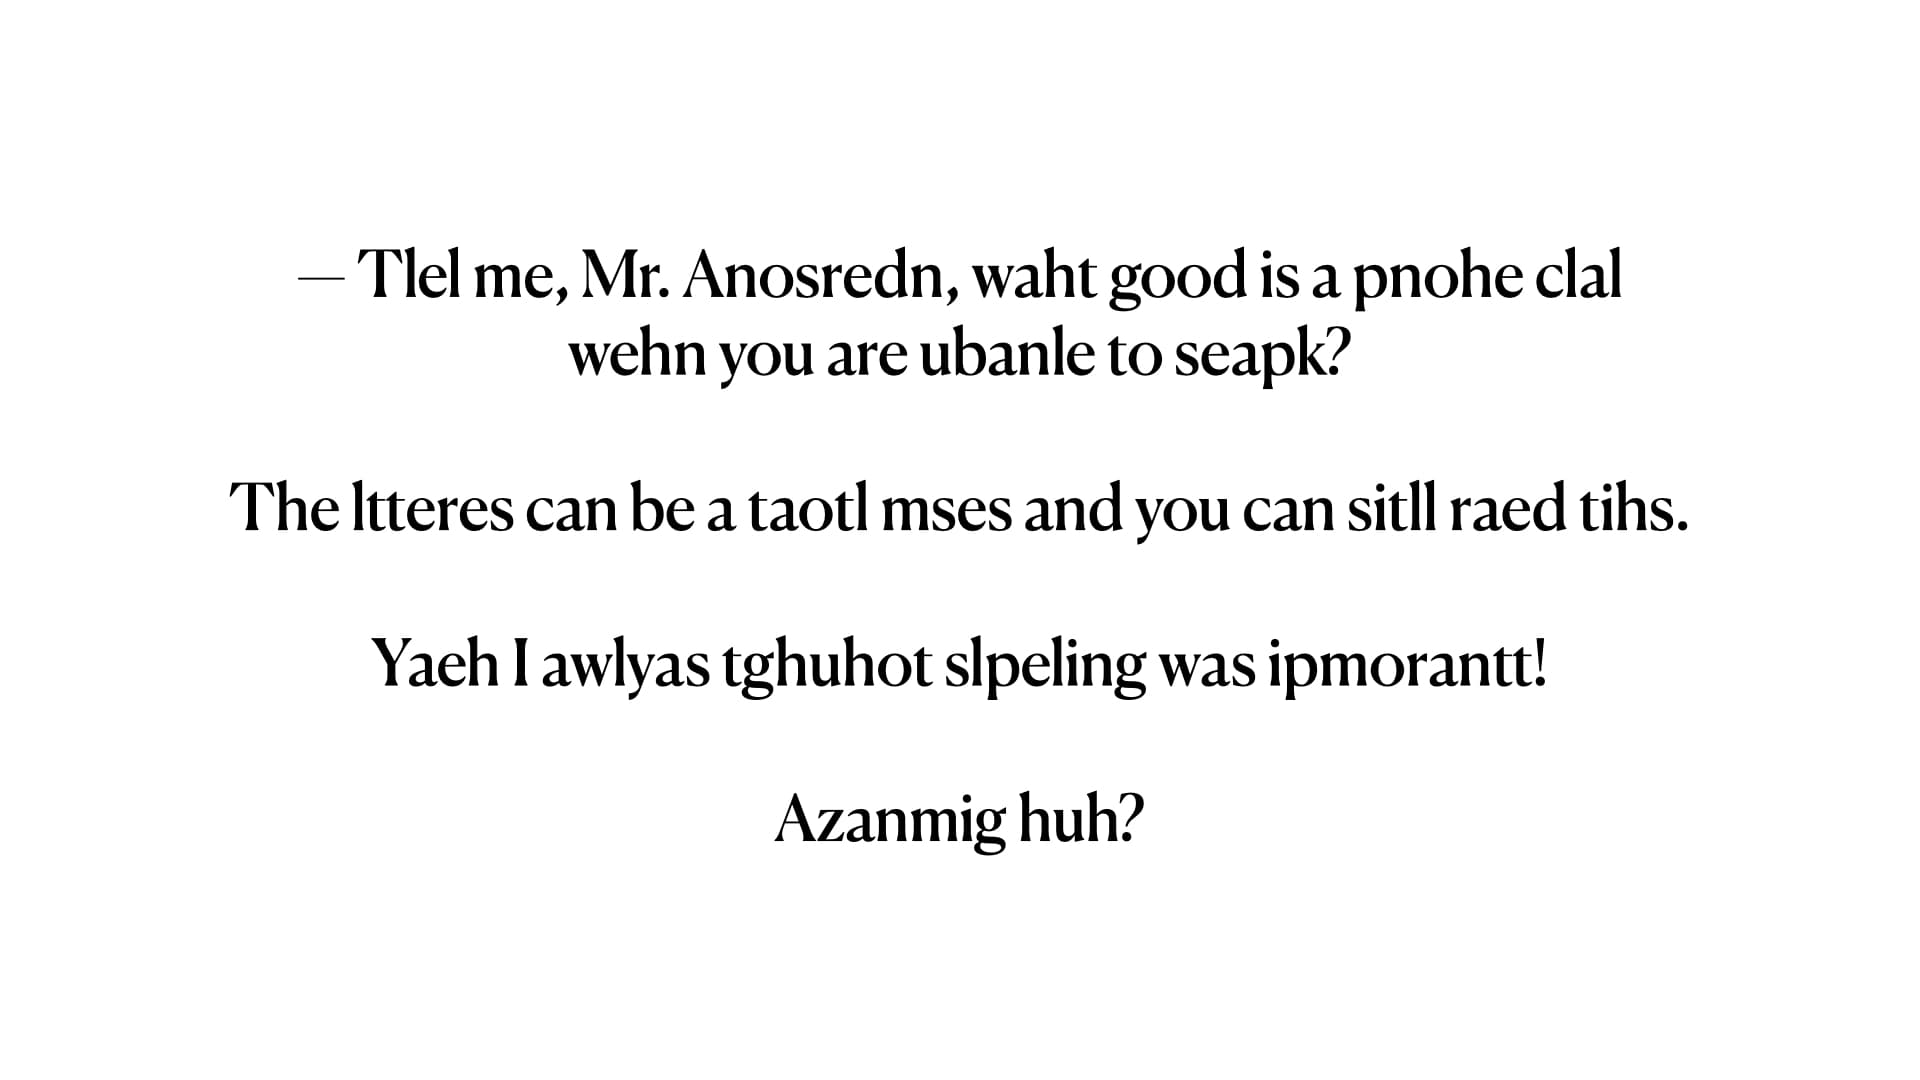 — Tlel me, Mr. Anosredn, waht good is a pnohe clal
wehn you are ubanle to seapk?
The ltteres can be a taotl mses and you can sitll raed tihs.
Yaeh I awlyas tghuhot slpeling was ipmorantt!
Azanmig huh?